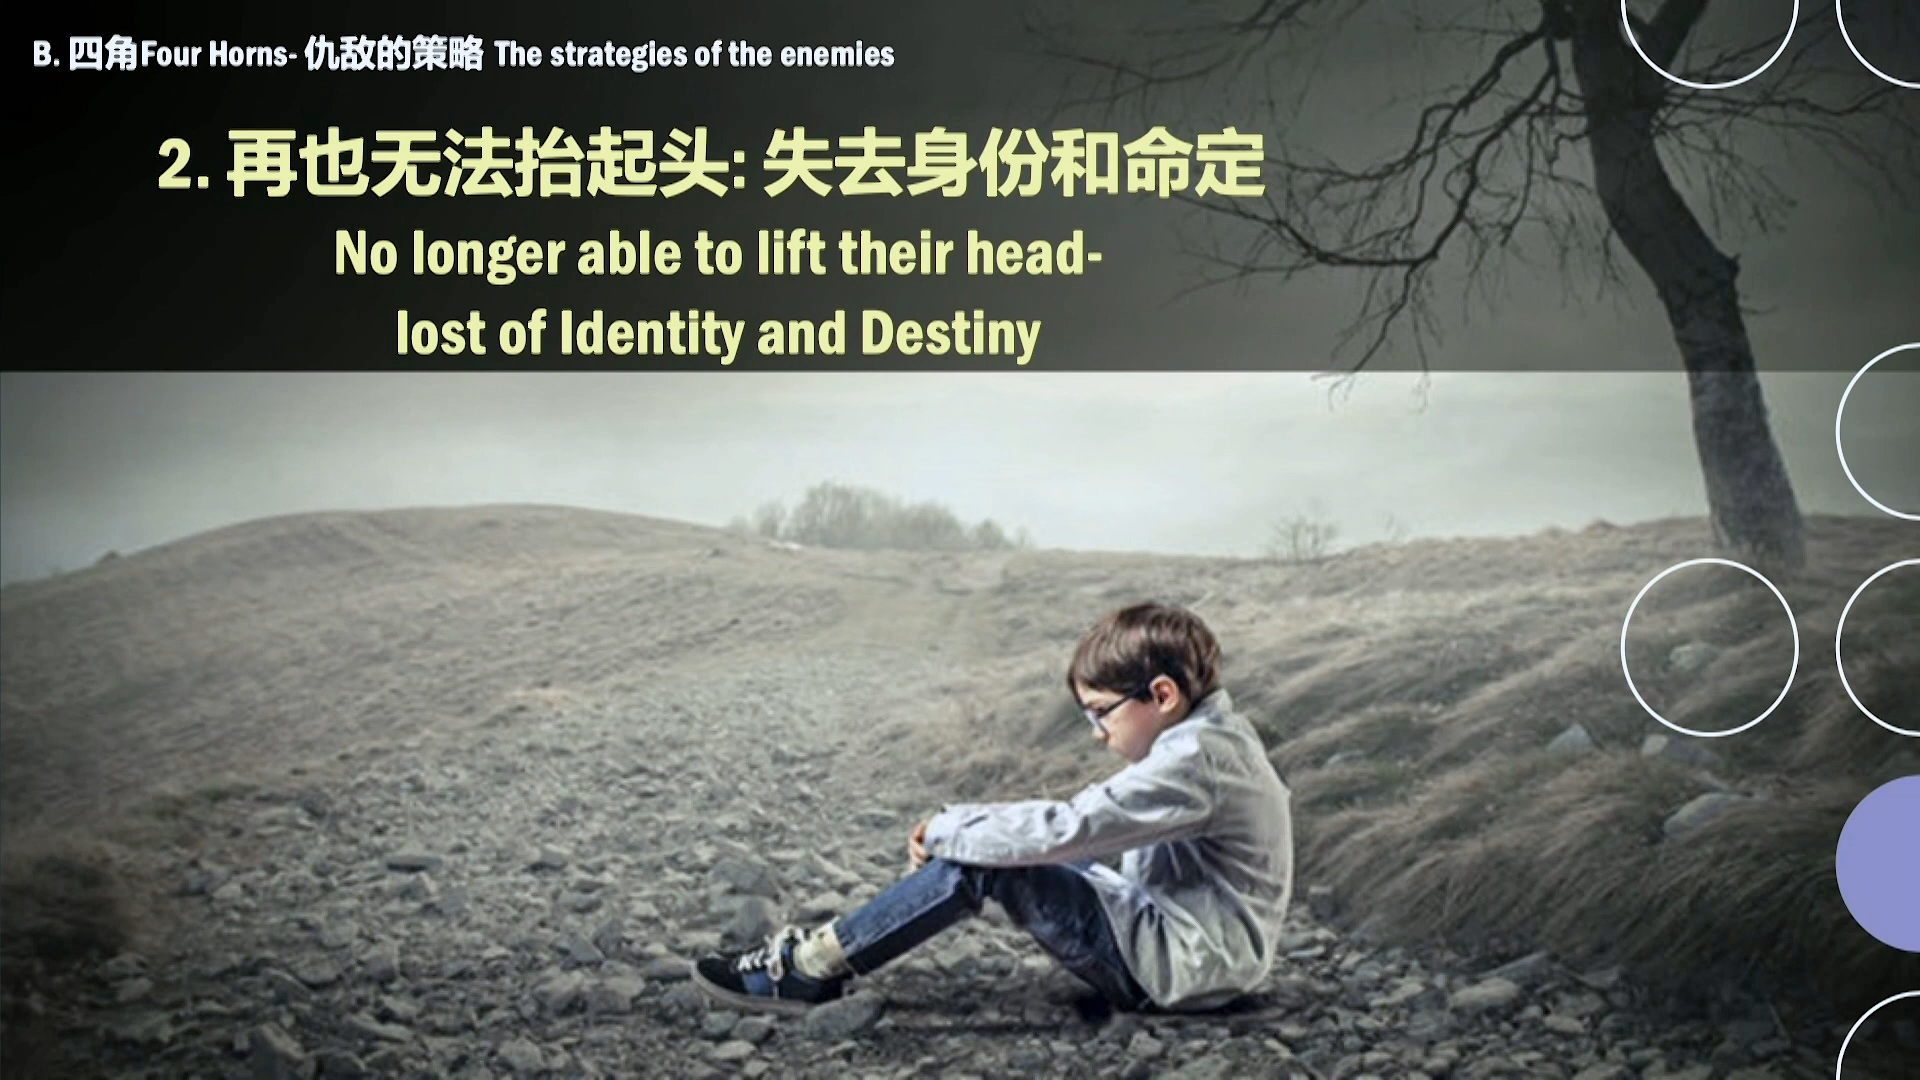 B. 四角Four Horns- 仇敌的策略 The strategies of the enemies
2. 再也无法抬起头: 失去身份和命定
No longer able to lift their head-
lost of Identity and Destiny